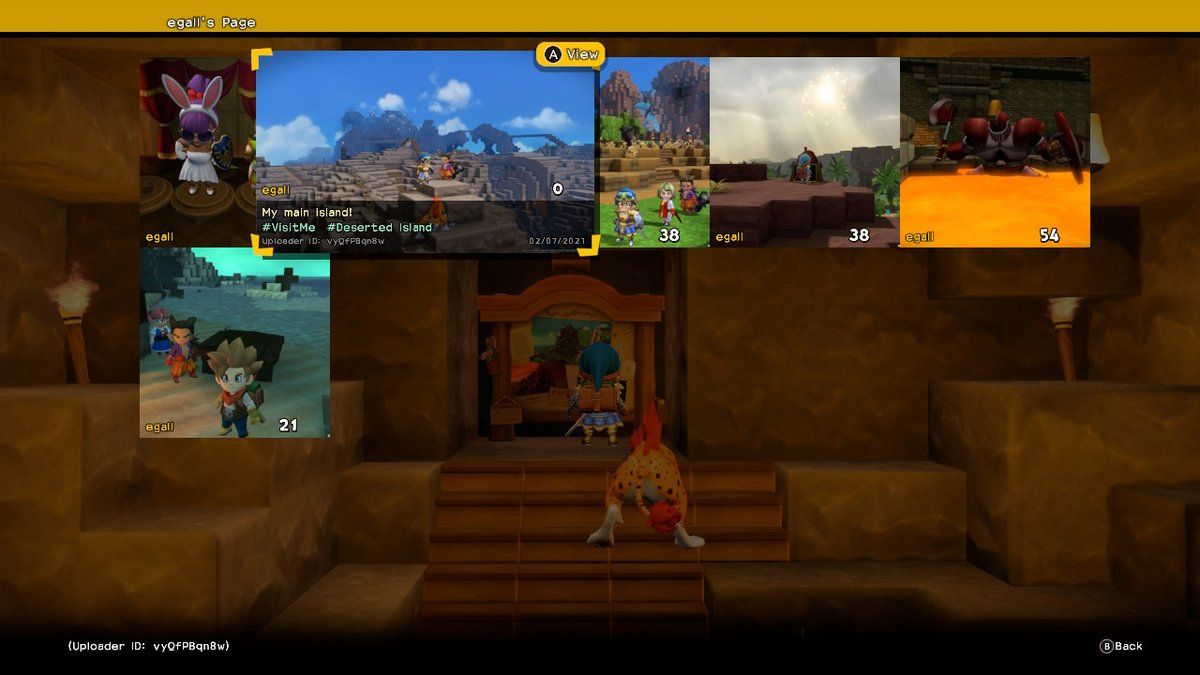 egall's Page
A View
egall
0
My main island!
#VisitMe #Deserted Island
Uploader ID: vyQfPBqn8w 02/07/2021
egall
38
egall 38
egall 54
egall 21
(Uploader ID: vyQfPBqn8w)
B Back